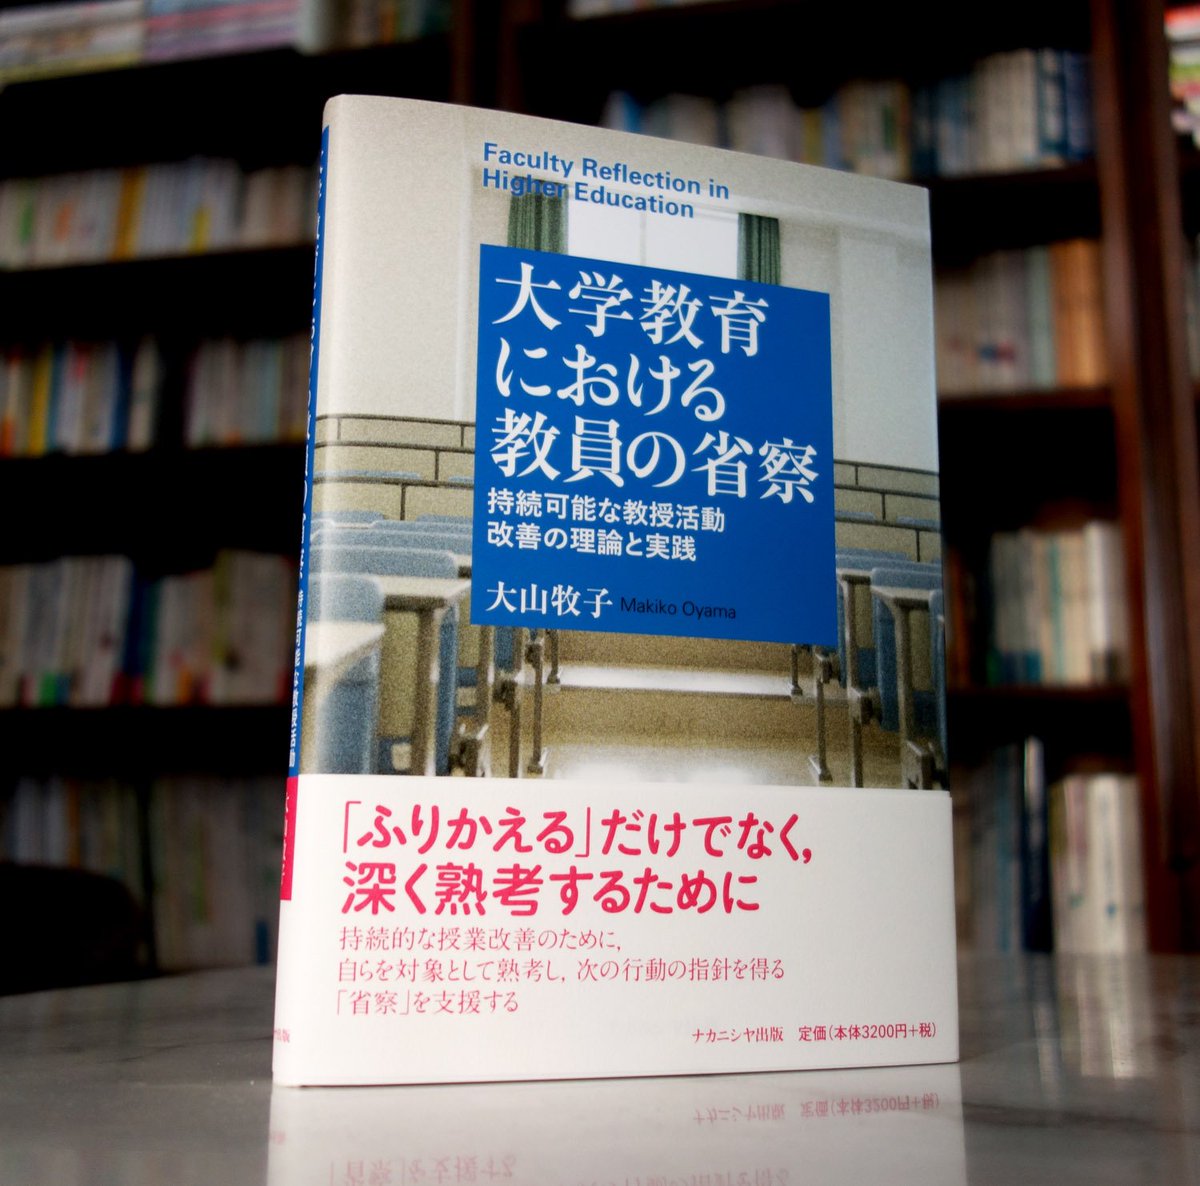 Faculty Reflection in
Higher Education
大学教育
における
教員の省察
持続可能な教授活動
改善の理論と実践
大山牧子 Makiko Oyama
「ふりかえる」だけでなく,
深く熟考するために
持続的な授業改善のために,
自らを対象として熟考し, 次の行動の指針を得る
「省察」を支援する
ナカニシヤ出版 定価(本体3200円+税)